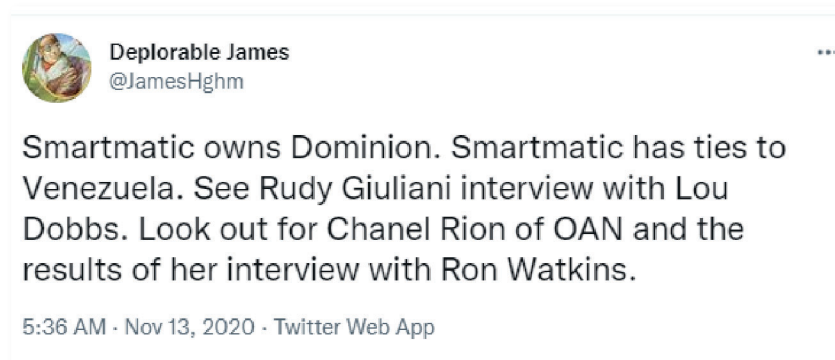 Deplorable James
@JamesHghm
Smartmatic owns Dominion. Smartmatic has ties to
Venezuela. See Rudy Giuliani interview with Lou
Dobbs. Look out for Chanel Rion of OAN and the
results of her interview with Ron Watkins.
5:36 AM · Nov 13, 2020 · Twitter Web App